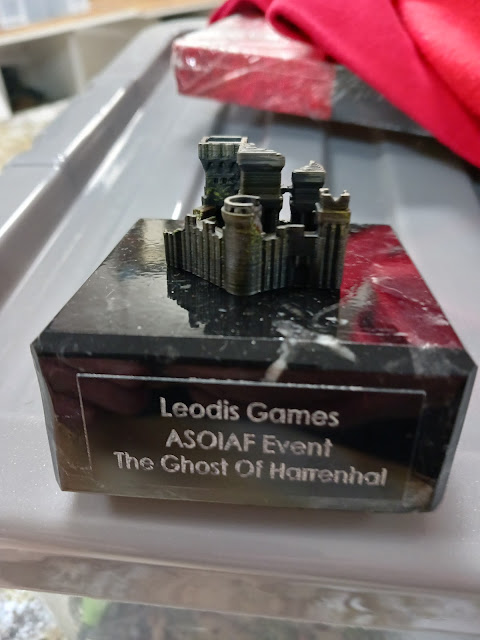 Leodis Games
ASOIAF Event
The Ghost Of Harrenhal